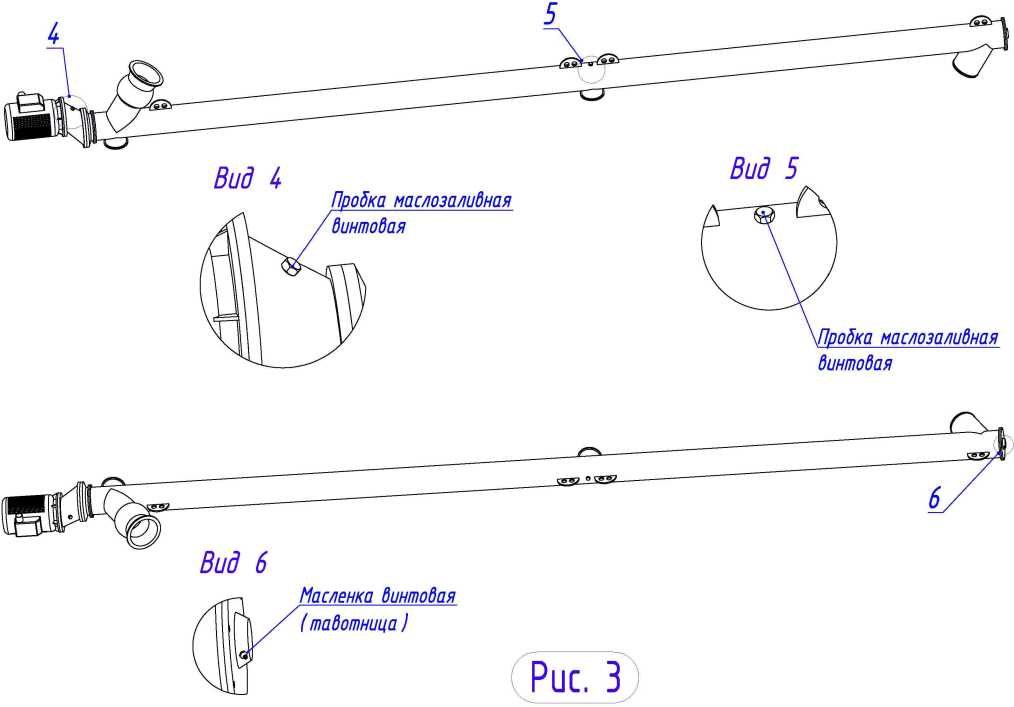 4
5
Вид 4
Пробка маслозаливная
винтовая
Вид 5
Пробка маслозаливная
винтовая
6
Вид 6
Масленка винтовая
(тавотница)
Рис. 3